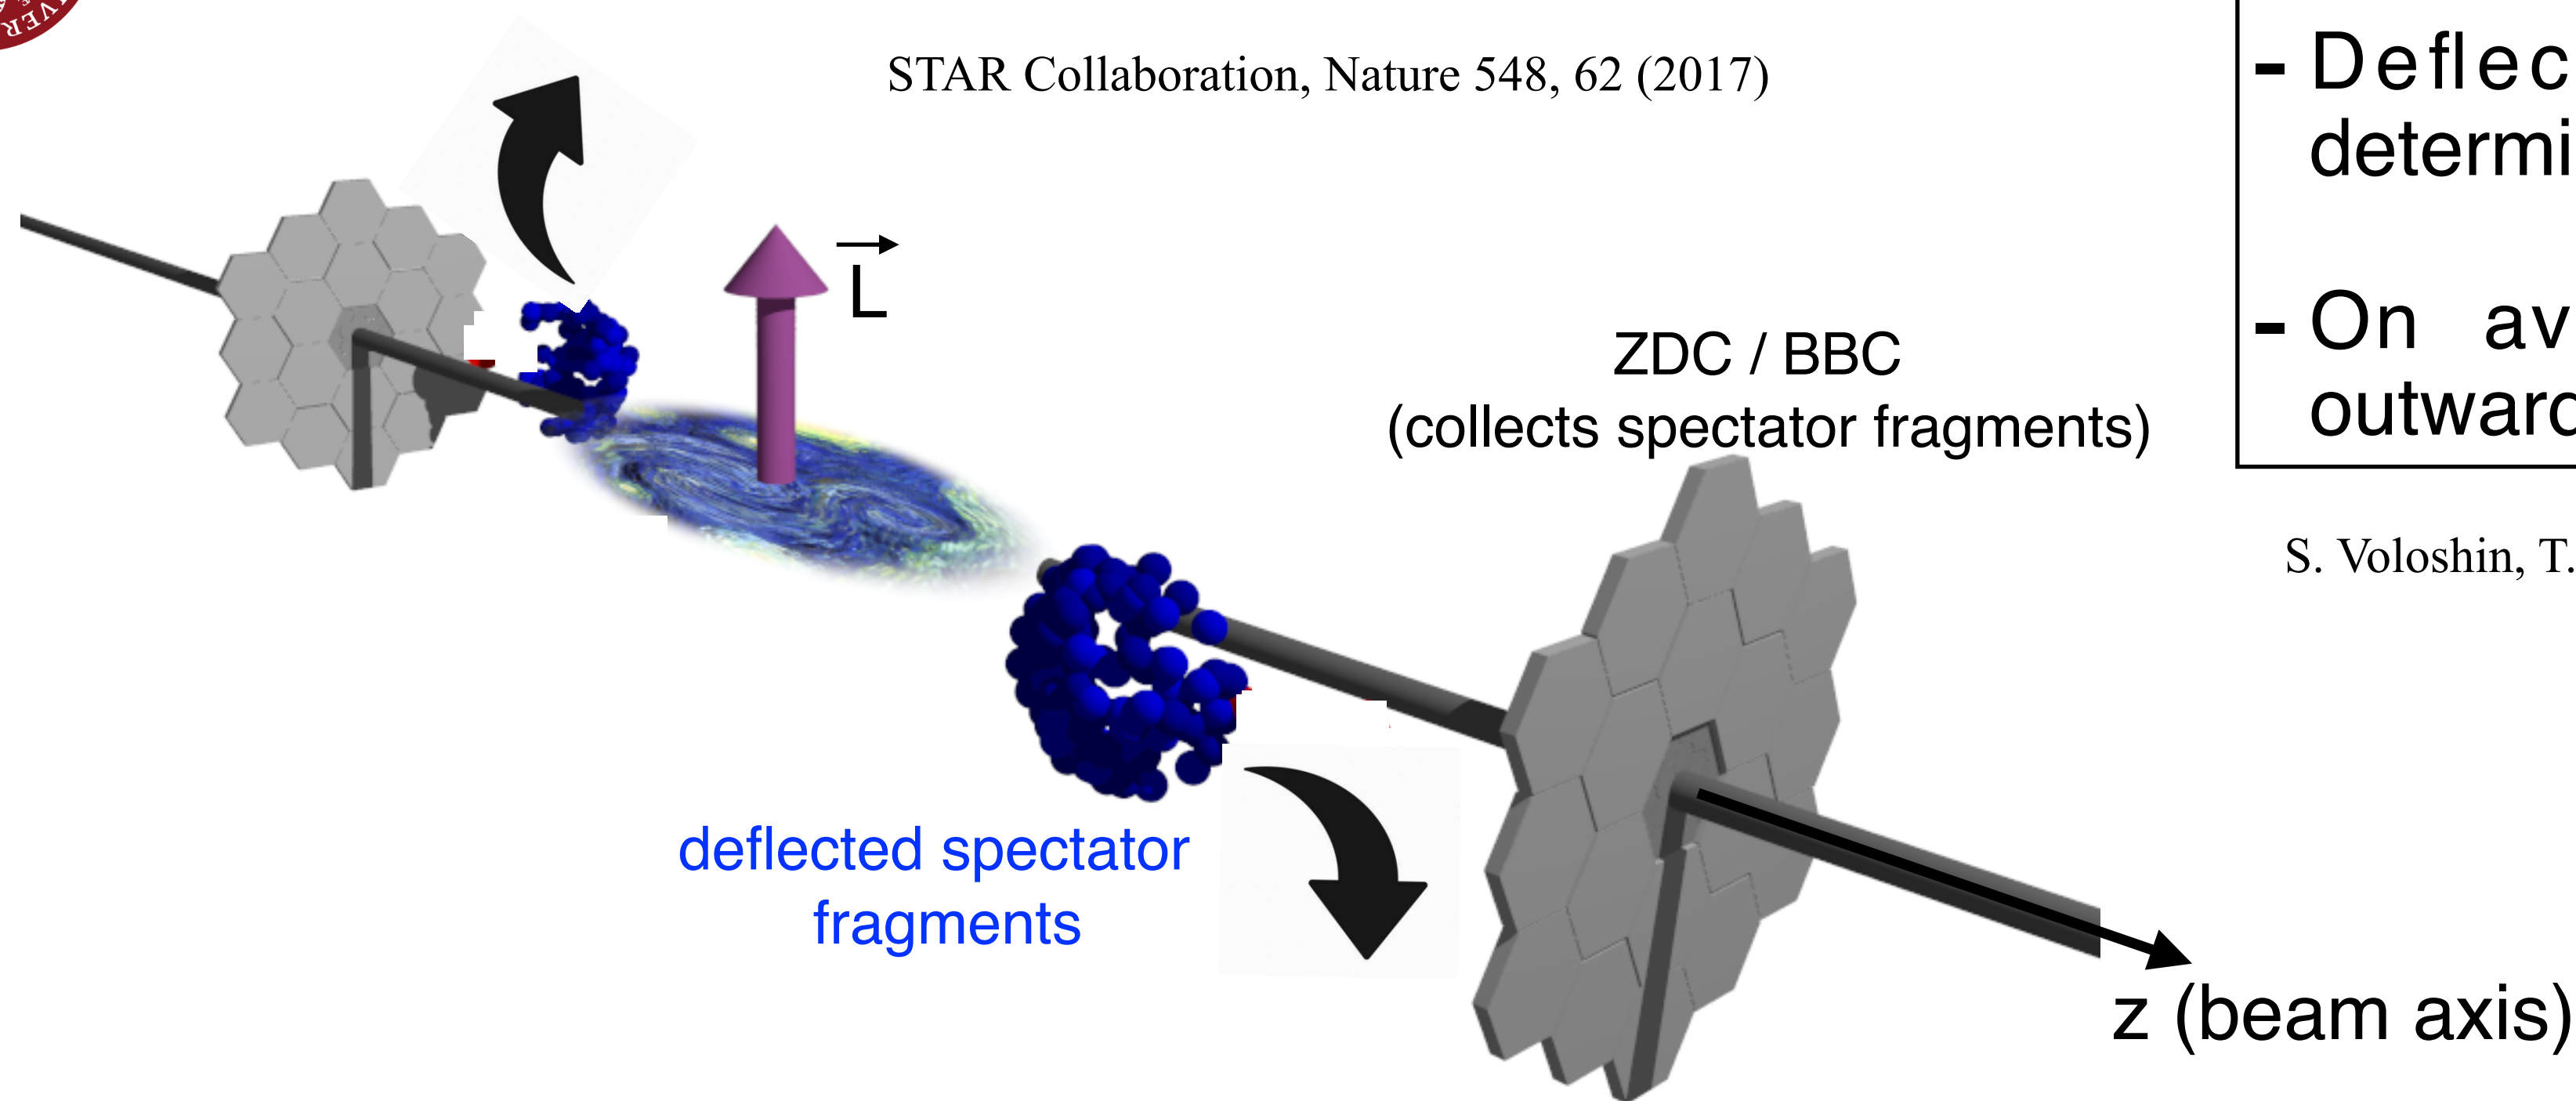 STAR Collaboration, Nature 548, 62 (2017)
L
ZDC / BBC
(collects spectator fragments)
deflected spectator
fragments
z (beam axis)
- Deflec
determi
- On av
outward
S. Voloshin, T.